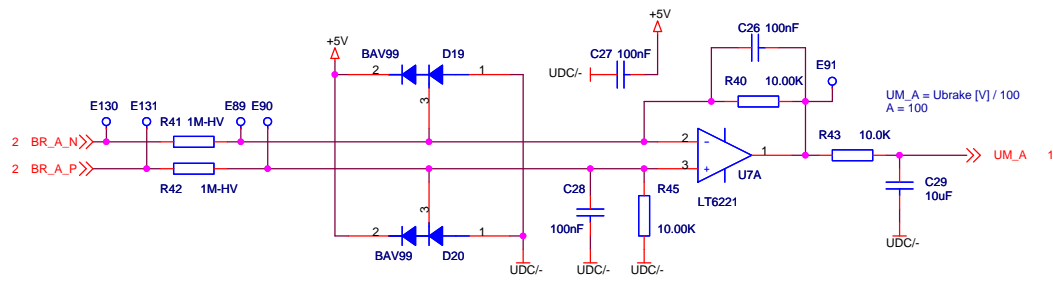 +5V
C26 100nF
+5V
BAV99 D19
C27 100nF
2 1
UDC/-
E91
R40 10.00K
3
UM_A = Ubrake [V] / 100
A = 100
E130 E131 E89 E90
R41 1M-HV
R43 10.0K
2 BR_A_N
2
-
1
UM_A 1
2 BR_A_P
3
+
U7A
R42 1M-HV
C28
R45
LT6221
C29
10uF
3
100nF
10.00K
2 1
BAV99 D20
UDC/-
UDC/- UDC/- UDC/-